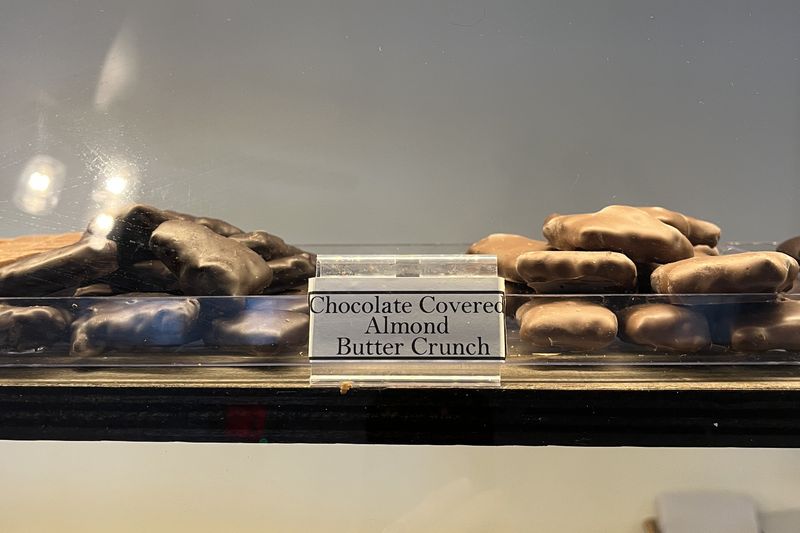 Chocolate Covered
Almond
Butter Crunch